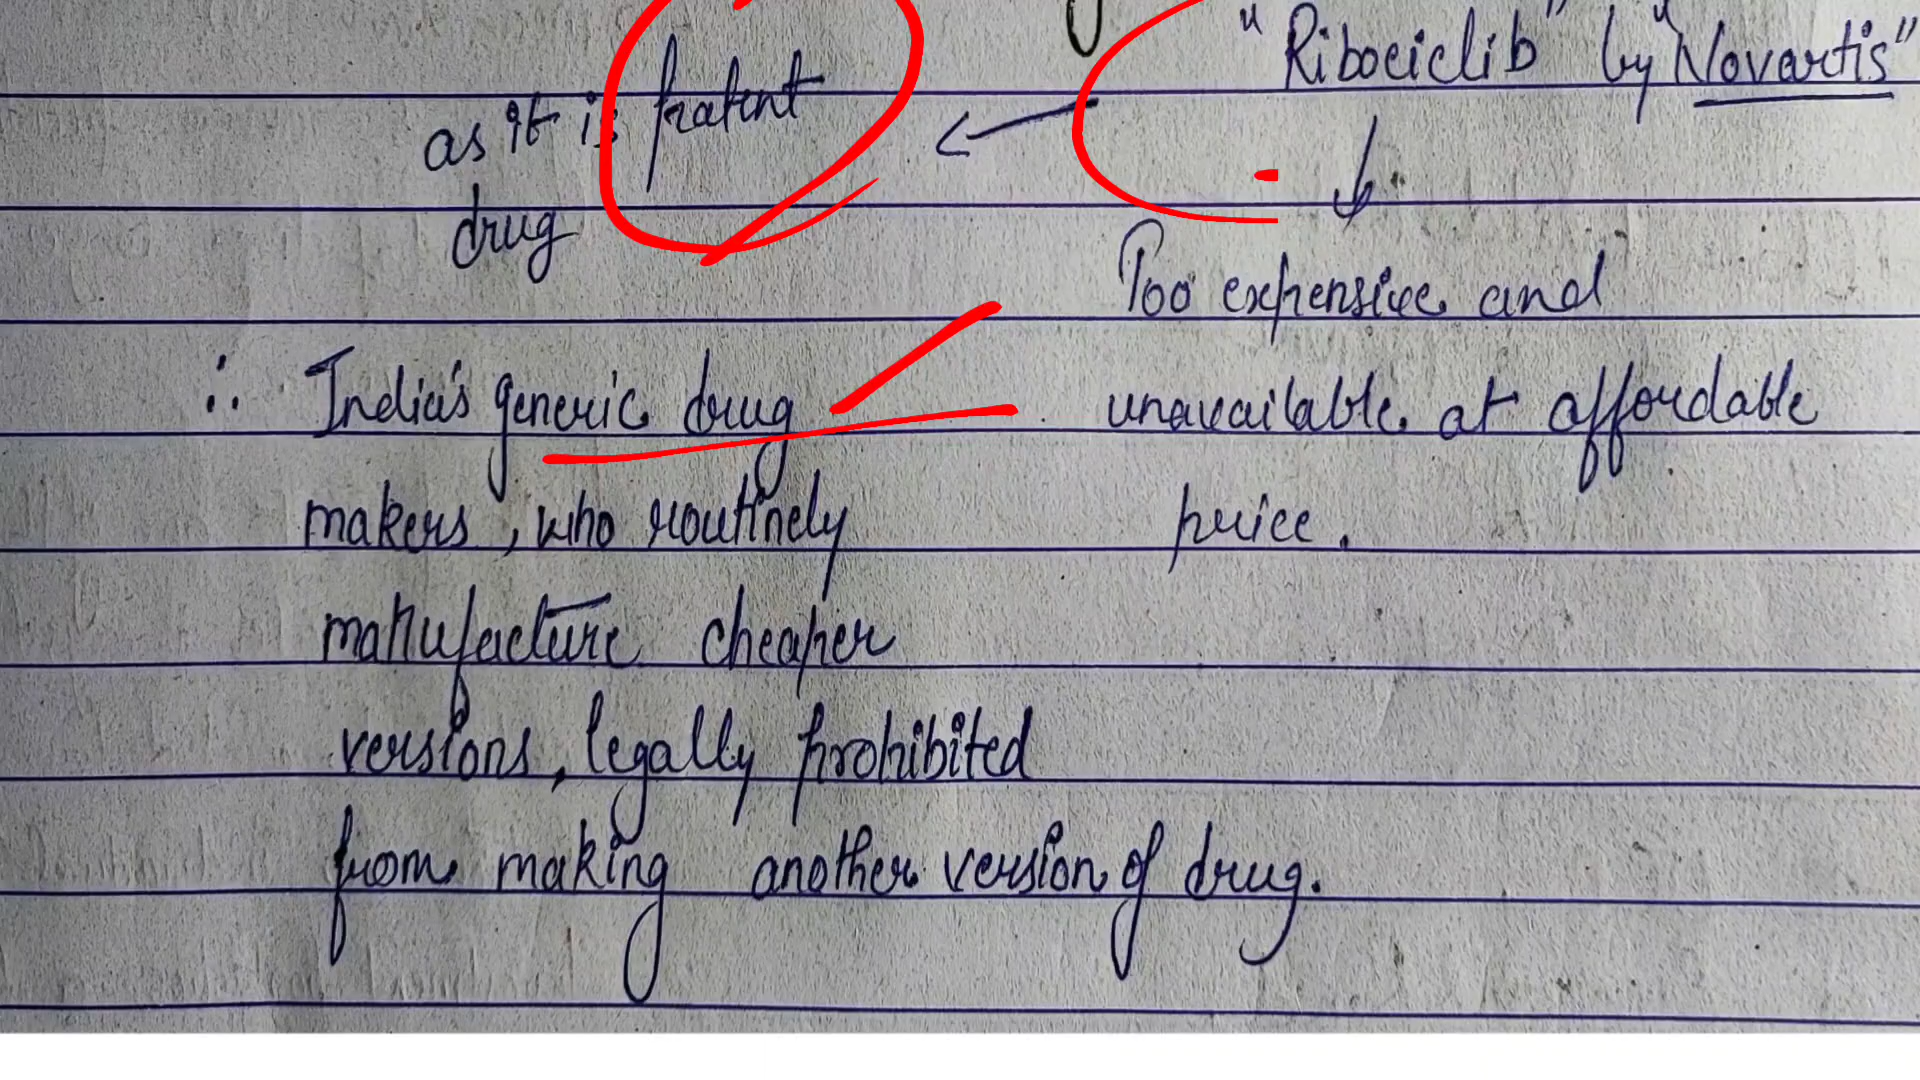 "Ribociclib" by "Novartis"
as it is patent
drug
Too expensive and
unavailable at affordable
price.
∴ India's generic drug
makers, who routinely
manufacture cheaper
versions, legally prohibited
from making another version of drug.